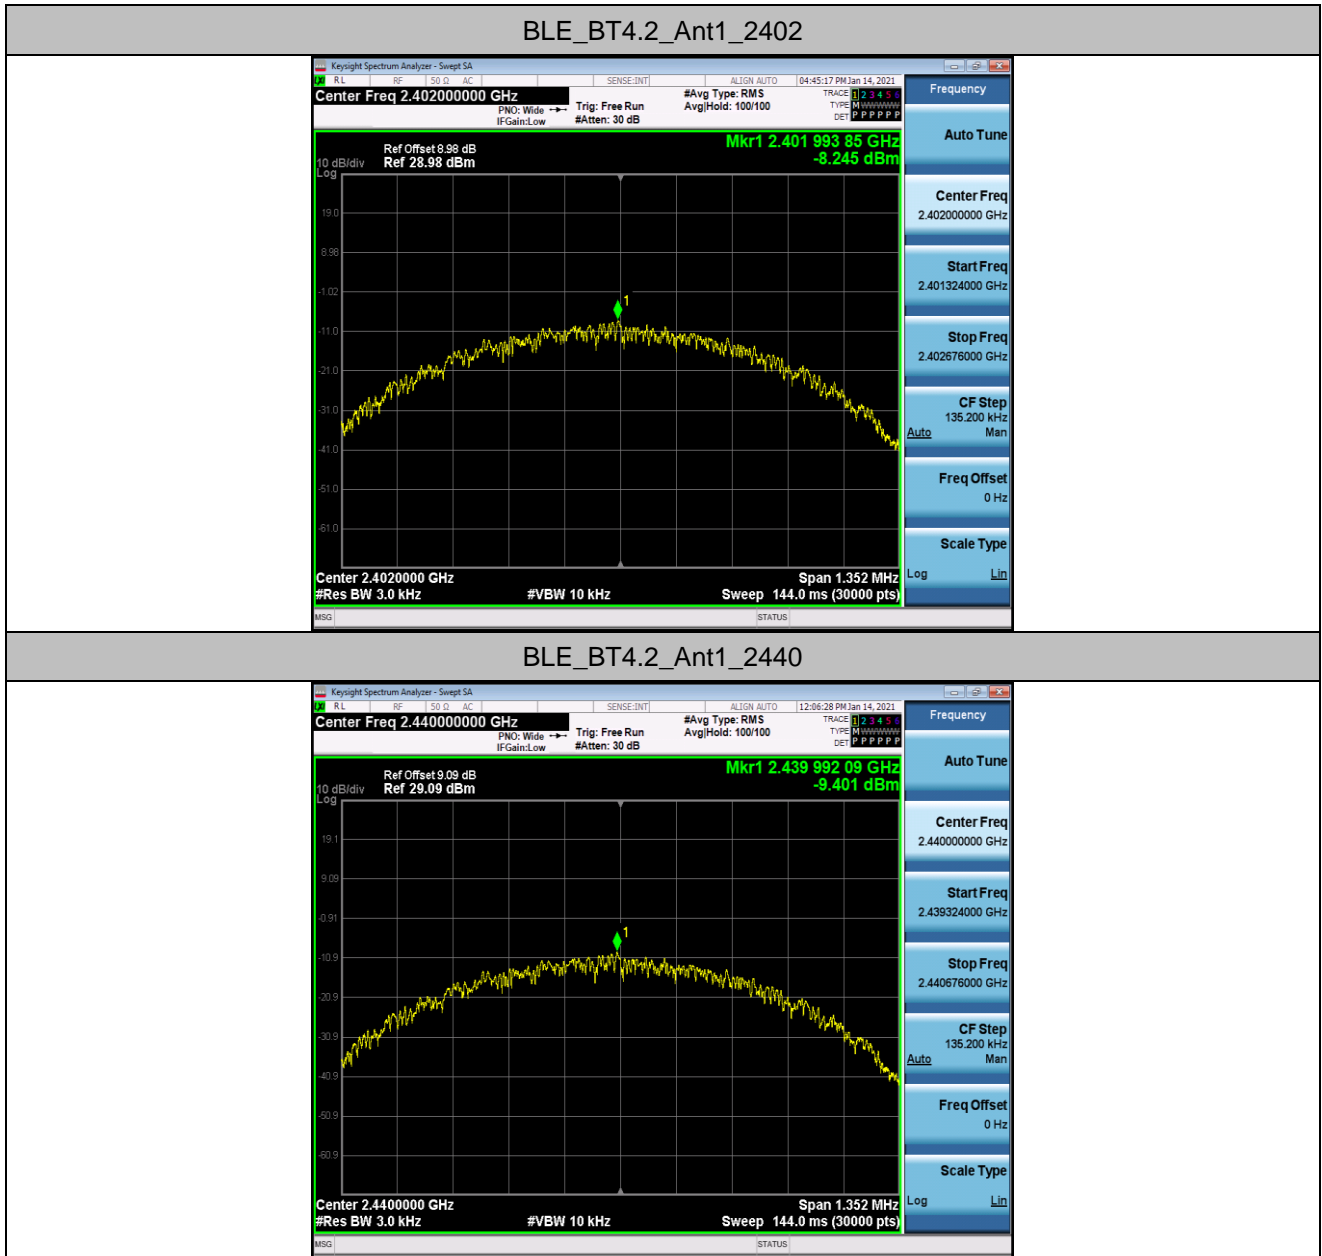 BLE_BT4.2_Ant1_2402
Keysight Spectrum Analyzer - Swept SA
RL RF 50 Ω AC SENSE:INT ALIGN AUTO 04:45:17 PM Jan 14, 2021
Center Freq 2.402000000 GHz
PNO: Wide
IFGain:Low
Trig: Free Run
#Atten: 30 dB
#Avg Type: RMS
Avg|Hold: 100/100
TRACE 1 2 3 4 5 6
TYPE M W W W W W
DET P P P P P P
Frequency
Mkr1 2.401 993 85 GHz
-8.245 dBm
Ref Offset 8.98 dB
10 dB/div Ref 28.98 dBm
Log
19.0
8.98
-1.02
-11.0
-21.0
-31.0
-41.0
-51.0
-61.0
1
Center 2.4020000 GHz Span 1.352 MHz
#Res BW 3.0 kHz #VBW 10 kHz Sweep 144.0 ms (30000 pts)
MSG STATUS
Auto Tune
Center Freq
2.402000000 GHz
Start Freq
2.401324000 GHz
Stop Freq
2.402676000 GHz
CF Step
135.200 kHz
Auto Man
Freq Offset
0 Hz
Scale Type
Log Lin
BLE_BT4.2_Ant1_2440
Keysight Spectrum Analyzer - Swept SA
RL RF 50 Ω AC SENSE:INT ALIGN AUTO 12:06:28 PM Jan 14, 2021
Center Freq 2.440000000 GHz
PNO: Wide
IFGain:Low
Trig: Free Run
#Atten: 30 dB
#Avg Type: RMS
Avg|Hold: 100/100
TRACE 1 2 3 4 5 6
TYPE M W W W W W
DET P P P P P P
Frequency
Mkr1 2.439 992 09 GHz
-9.401 dBm
Ref Offset 9.09 dB
10 dB/div Ref 29.09 dBm
Log
19.1
9.09
-0.91
-10.9
-20.9
-30.9
-40.9
-50.9
-60.9
1
Center 2.4400000 GHz Span 1.352 MHz
#Res BW 3.0 kHz #VBW 10 kHz Sweep 144.0 ms (30000 pts)
MSG STATUS
Auto Tune
Center Freq
2.440000000 GHz
Start Freq
2.439324000 GHz
Stop Freq
2.440676000 GHz
CF Step
135.200 kHz
Auto Man
Freq Offset
0 Hz
Scale Type
Log Lin